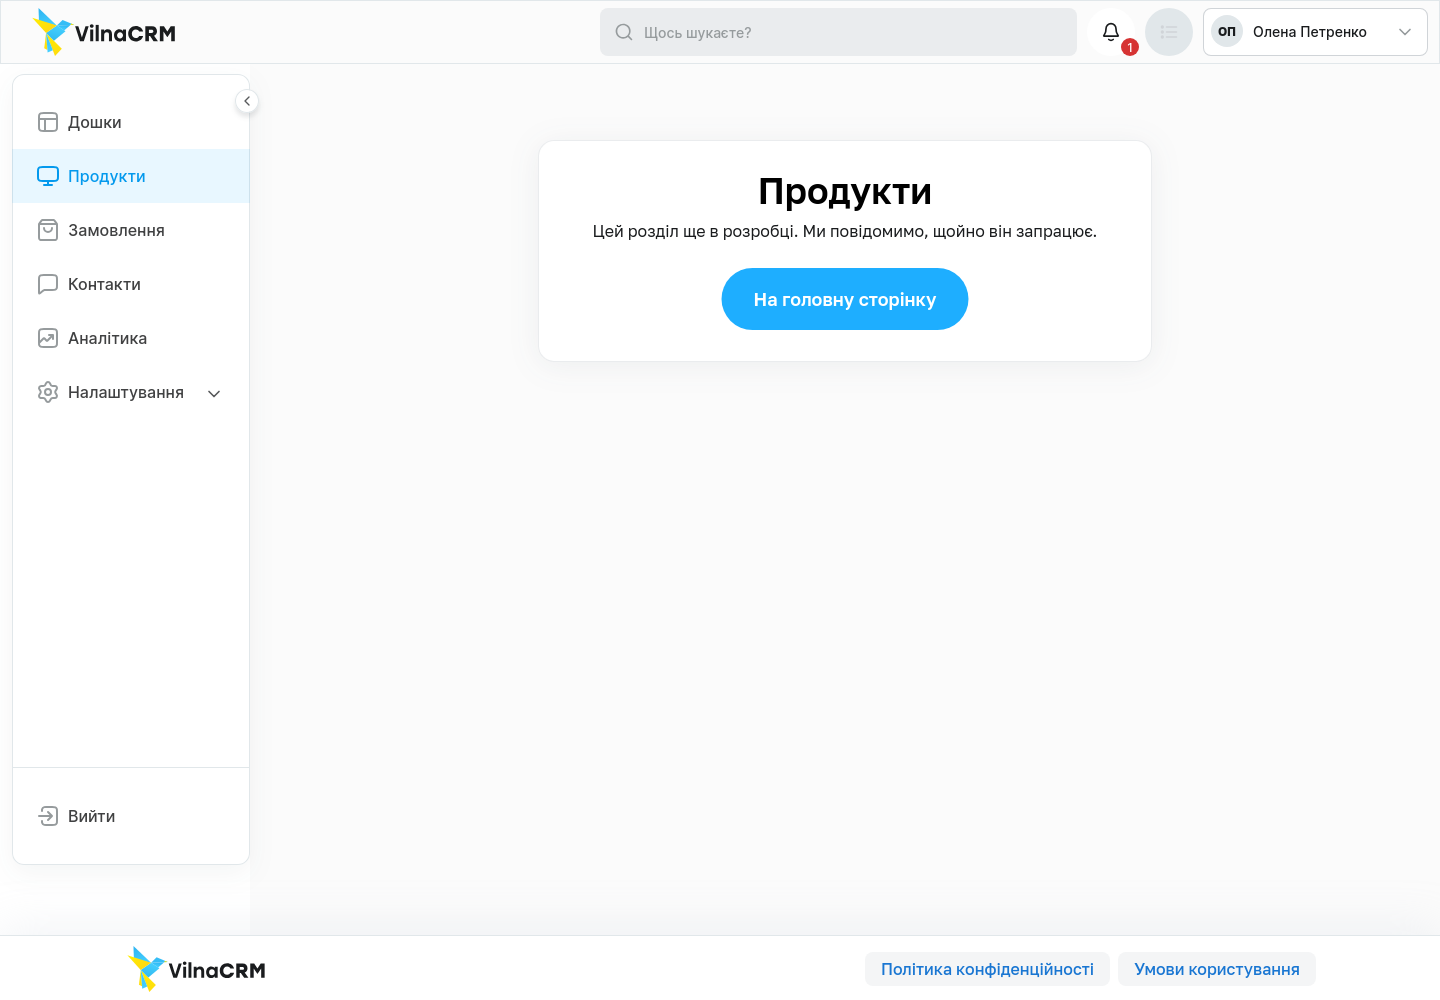 VilnaCRM
Щось шукаєте?
1
ОП
Олена Петренко
Дошки
Продукти
Замовлення
Контакти
Аналітика
Налаштування
Вийти
Продукти
Цей розділ ще в розробці. Ми повідомимо, щойно він запрацює.
На головну сторінку
VilnaCRM
Політика конфіденційності
Умови користування